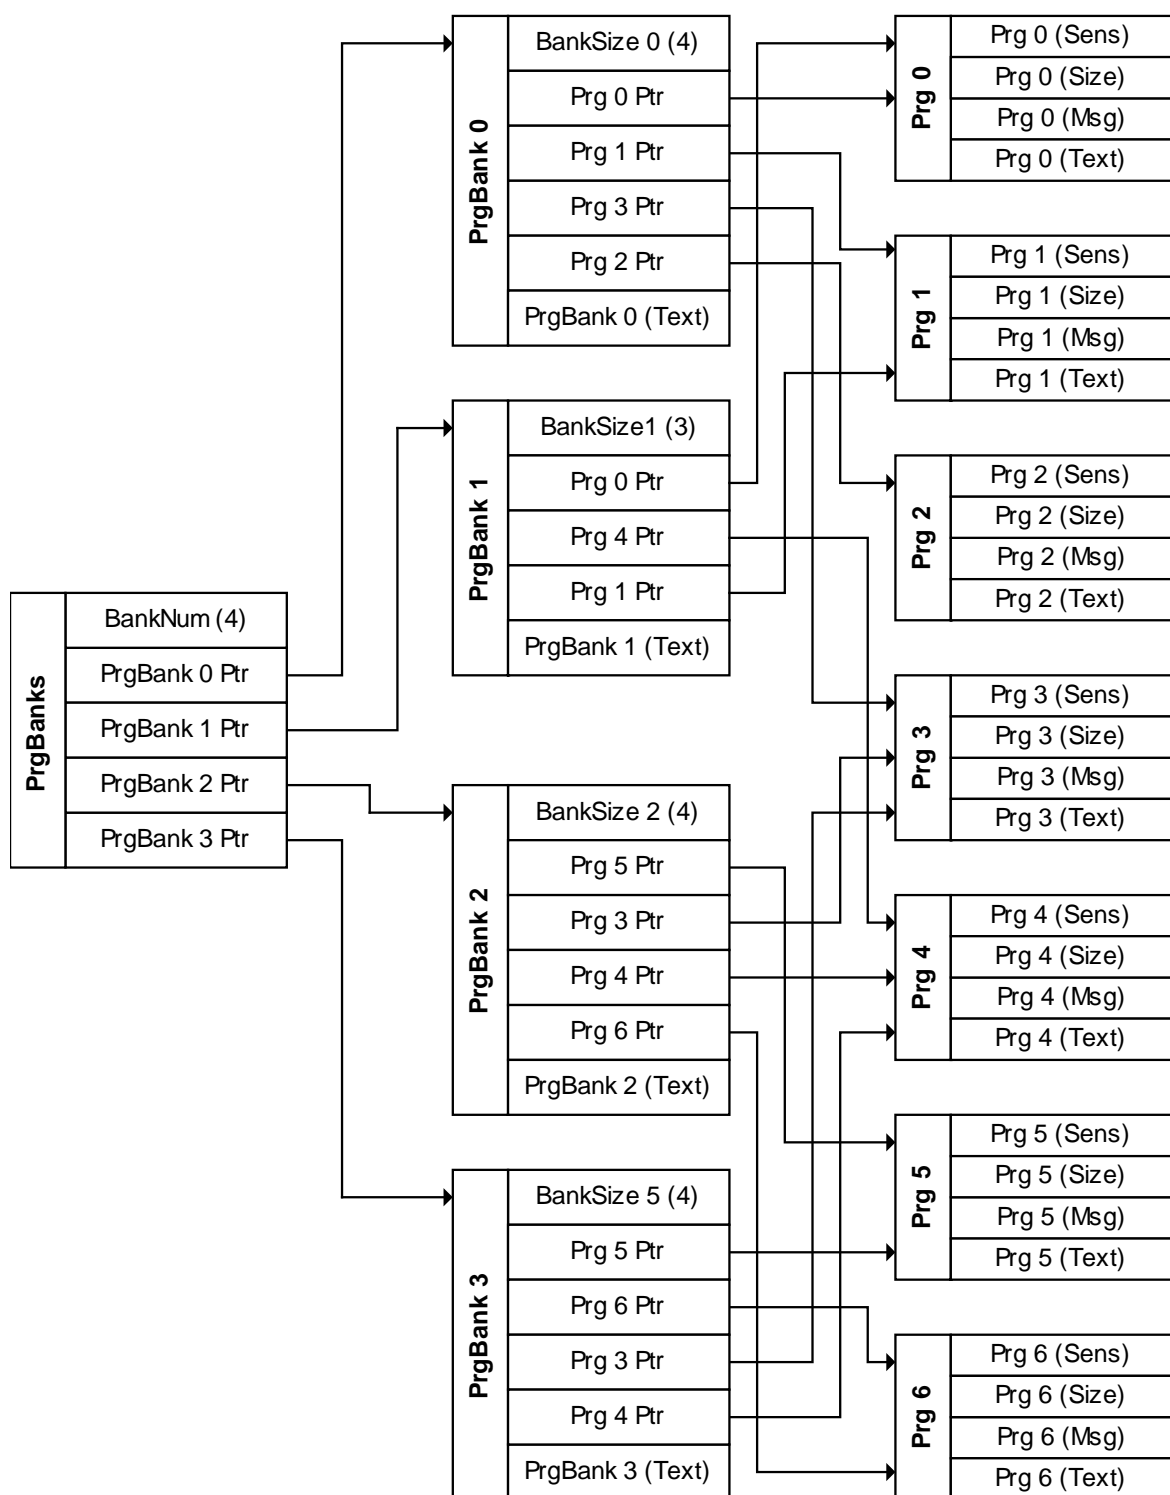 PrgBanks
BankNum (4)
PrgBank 0 Ptr
PrgBank 1 Ptr
PrgBank 2 Ptr
PrgBank 3 Ptr
PrgBank 0
BankSize 0 (4)
Prg 0 Ptr
Prg 1 Ptr
Prg 3 Ptr
Prg 2 Ptr
PrgBank 0 (Text)
PrgBank 1
BankSize1 (3)
Prg 0 Ptr
Prg 4 Ptr
Prg 1 Ptr
PrgBank 1 (Text)
PrgBank 2
BankSize 2 (4)
Prg 5 Ptr
Prg 3 Ptr
Prg 4 Ptr
Prg 6 Ptr
PrgBank 2 (Text)
PrgBank 3
BankSize 5 (4)
Prg 5 Ptr
Prg 6 Ptr
Prg 3 Ptr
Prg 4 Ptr
PrgBank 3 (Text)
Prg 0
Prg 0 (Sens)
Prg 0 (Size)
Prg 0 (Msg)
Prg 0 (Text)
Prg 1
Prg 1 (Sens)
Prg 1 (Size)
Prg 1 (Msg)
Prg 1 (Text)
Prg 2
Prg 2 (Sens)
Prg 2 (Size)
Prg 2 (Msg)
Prg 2 (Text)
Prg 3
Prg 3 (Sens)
Prg 3 (Size)
Prg 3 (Msg)
Prg 3 (Text)
Prg 4
Prg 4 (Sens)
Prg 4 (Size)
Prg 4 (Msg)
Prg 4 (Text)
Prg 5
Prg 5 (Sens)
Prg 5 (Size)
Prg 5 (Msg)
Prg 5 (Text)
Prg 6
Prg 6 (Sens)
Prg 6 (Size)
Prg 6 (Msg)
Prg 6 (Text)